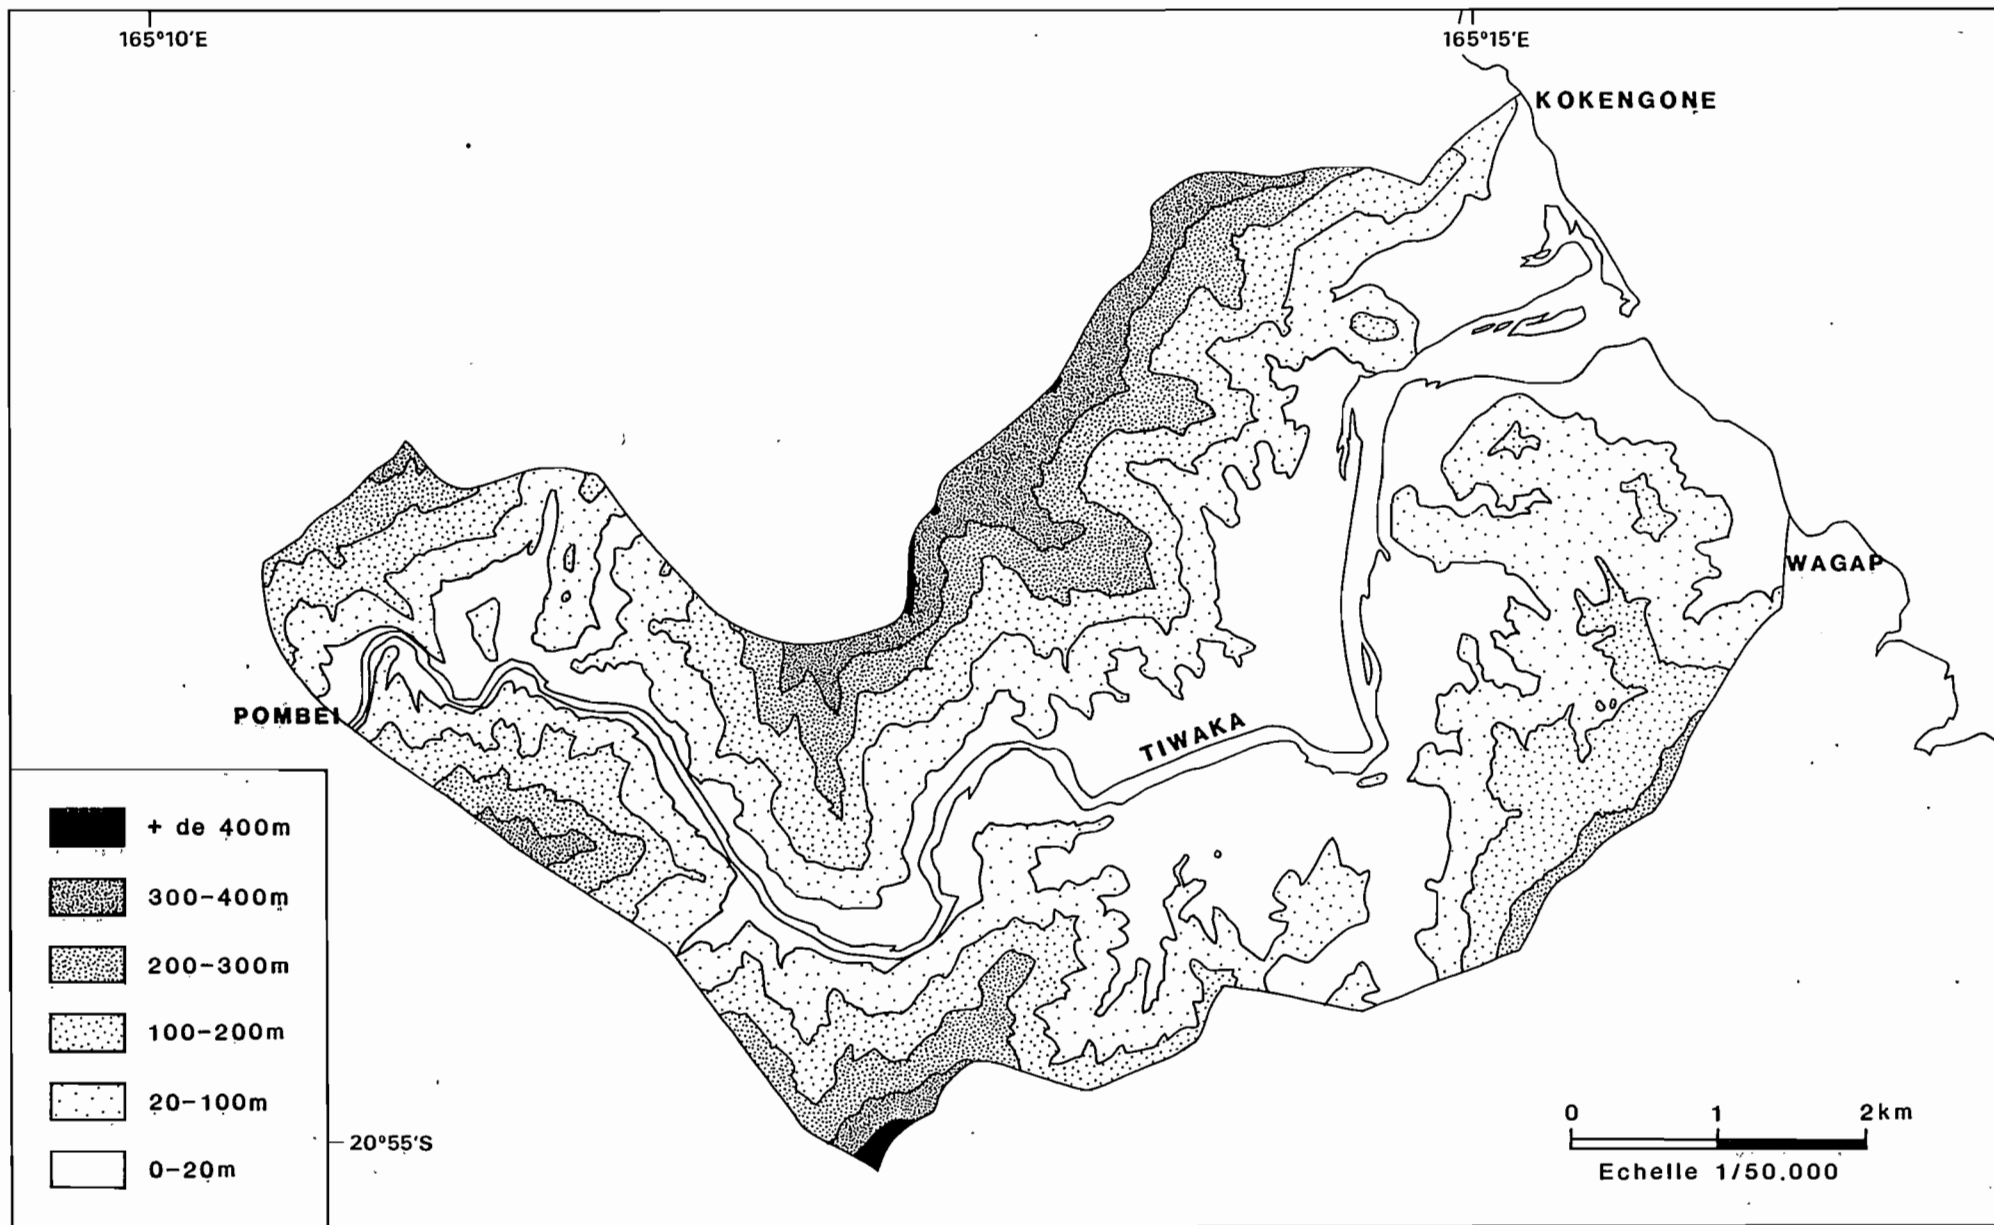 165°10'E
165°15'E
KOKENGONE
WAGAP
POMBEI
TIWAKA
+ de 400m
300-400m
200-300m
100-200m
20-100m
0-20m
20°55'S
0 1 2km
Echelle 1/50.000